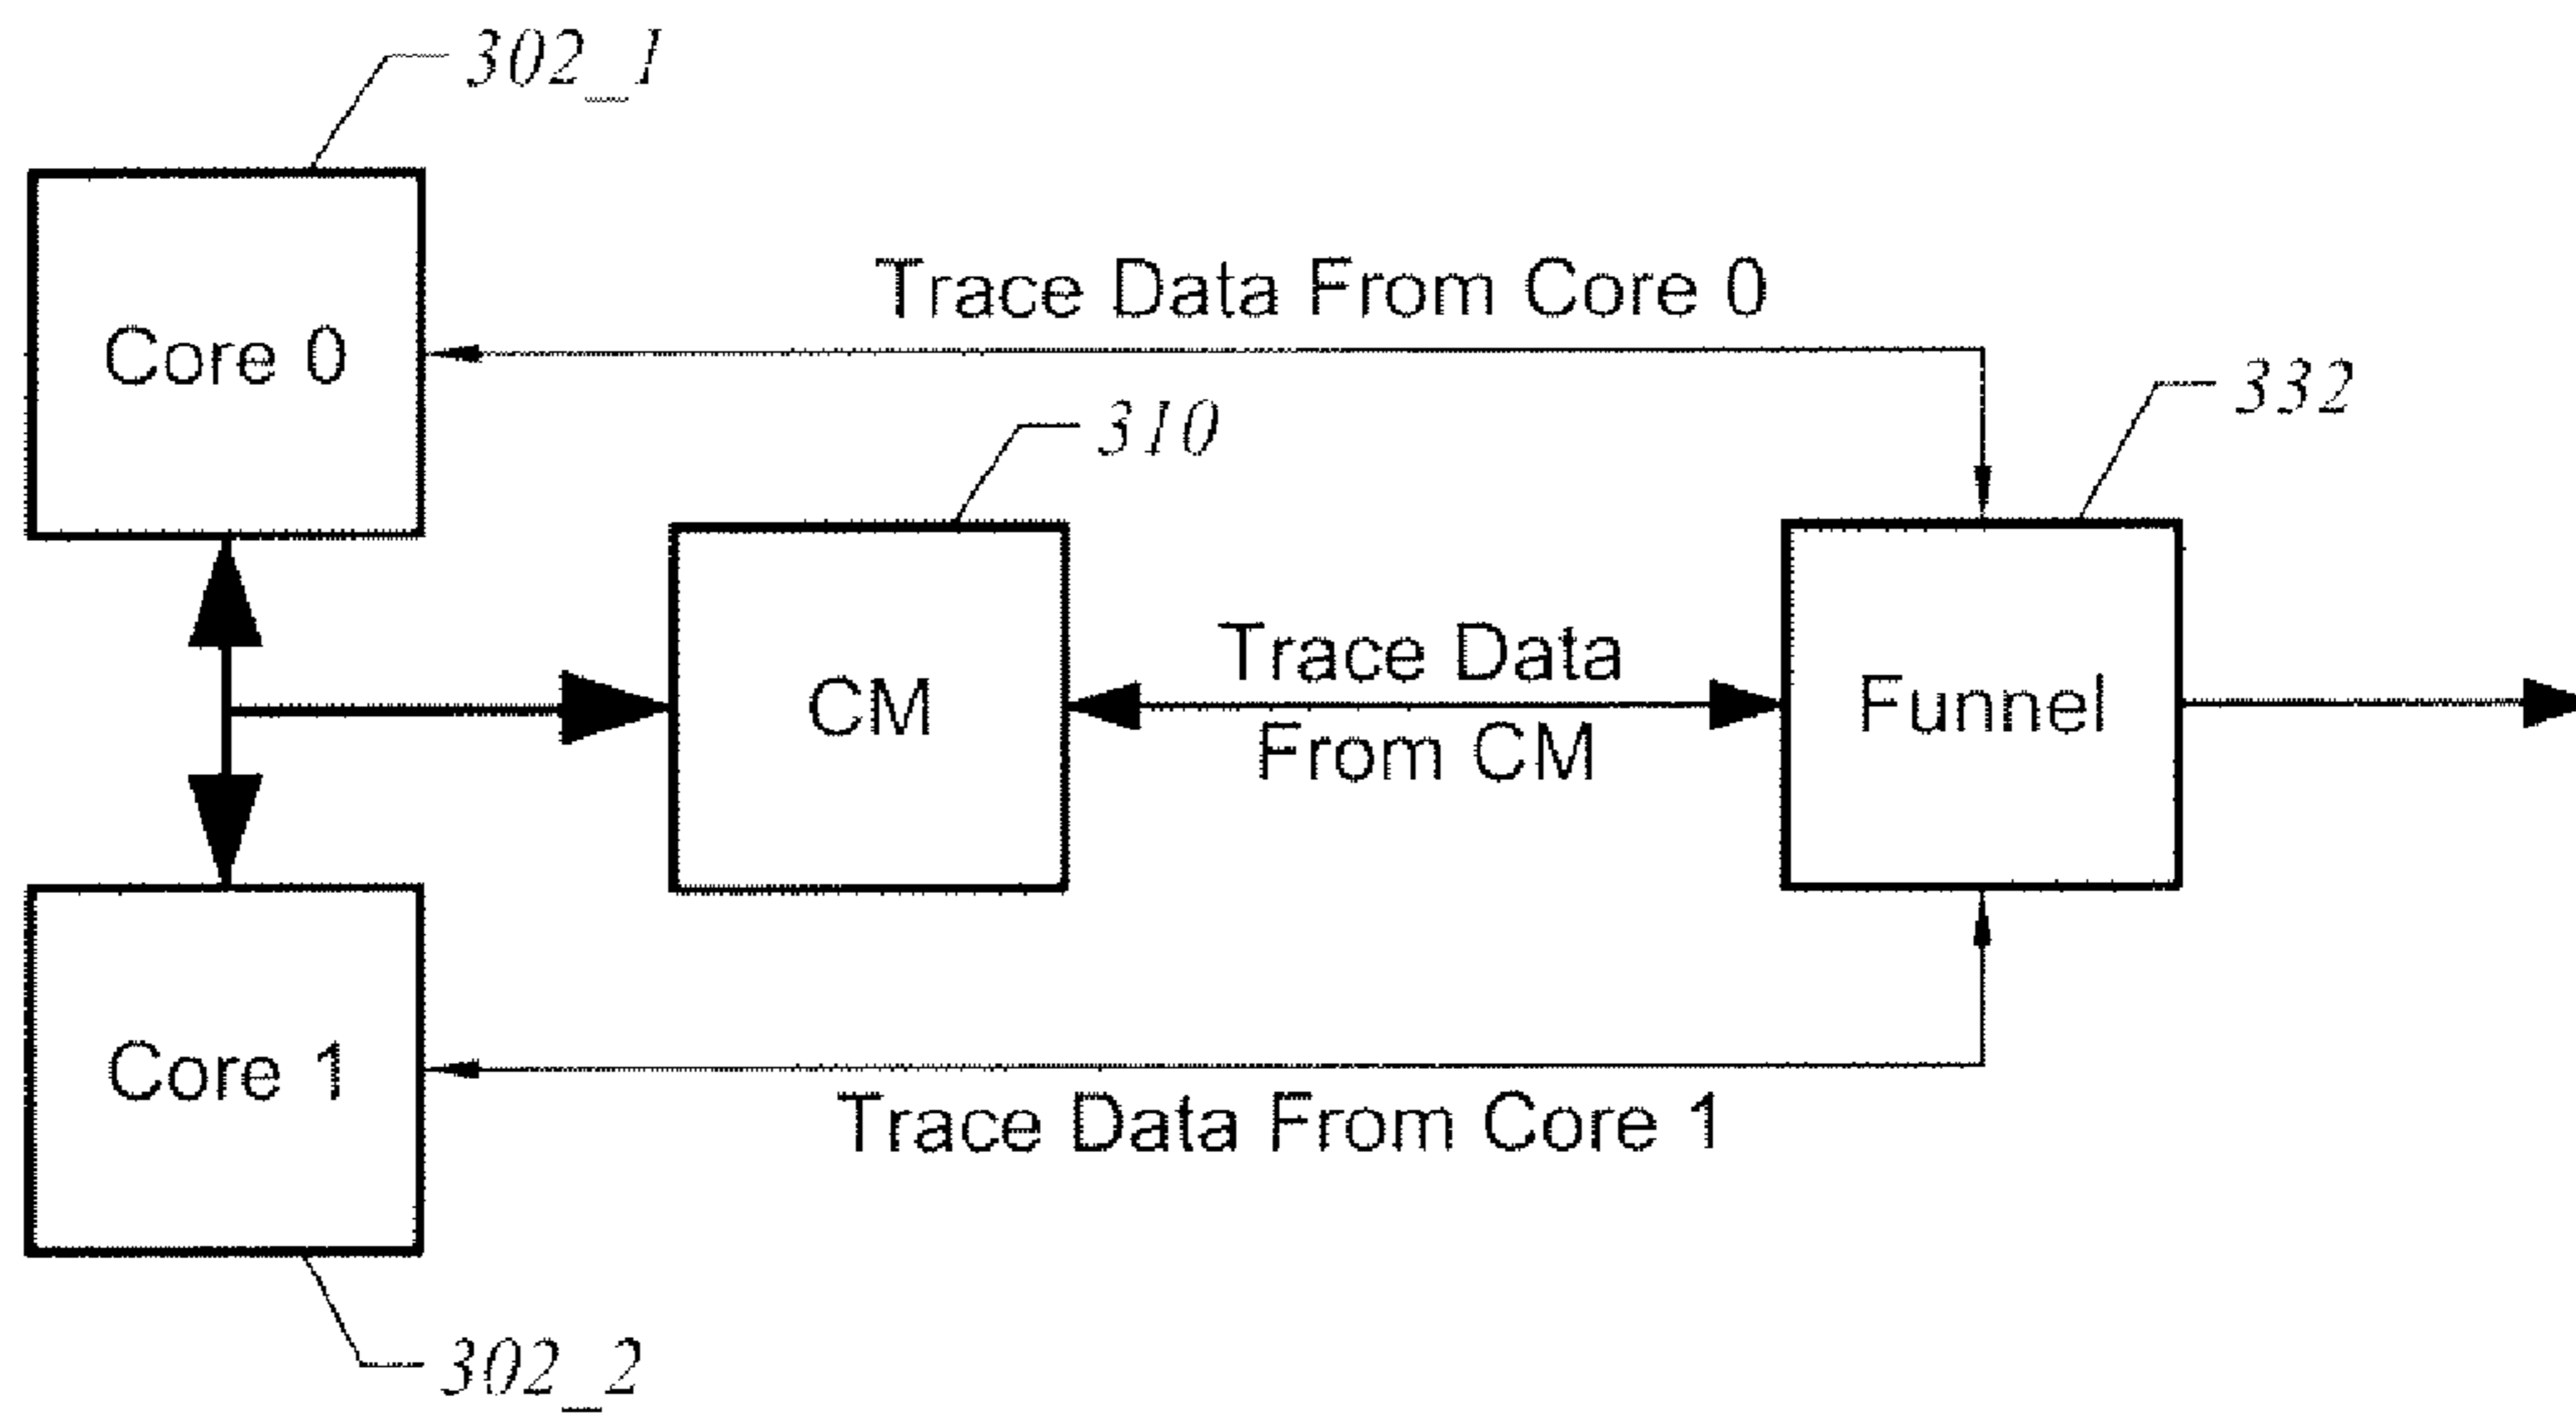 302_1
Trace Data From Core 0
Core 0
332
310
Trace Data
CM
Funnel
From CM
Core 1
Trace Data From Core 1
302_2